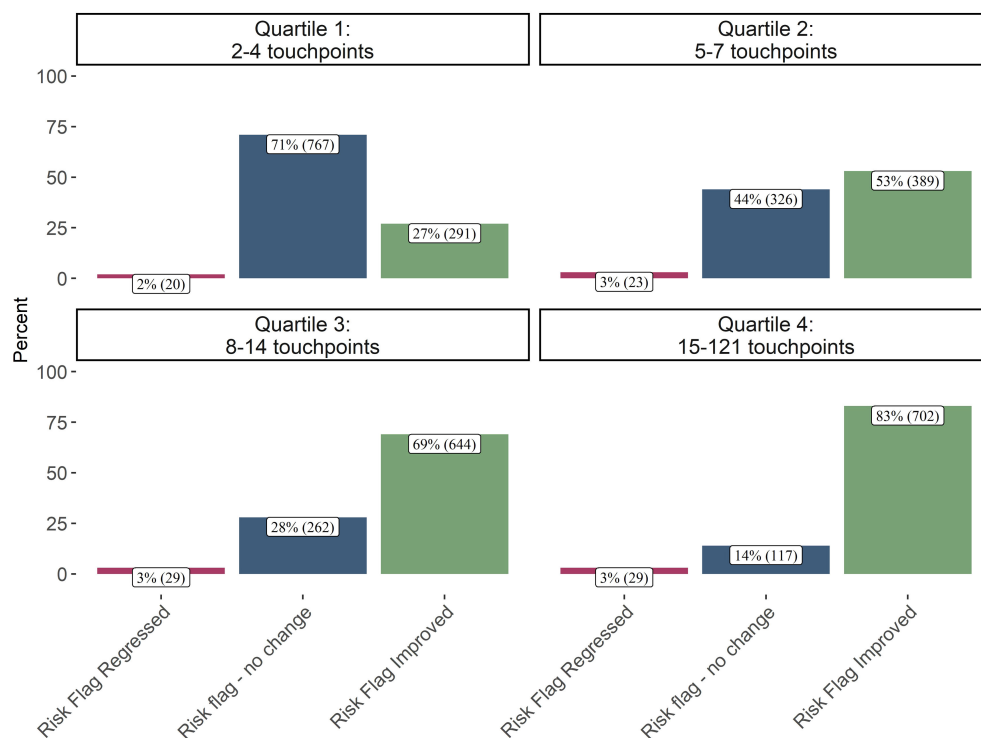 Quartile 1:
2-4 touchpoints
Quartile 2:
5-7 touchpoints
100
75
50
25
0
71% (767)
27% (291)
2% (20)
53% (389)
44% (326)
3% (23)
Percent
Quartile 3:
8-14 touchpoints
Quartile 4:
15-121 touchpoints
100
75
50
25
0
69% (644)
28% (262)
3% (29)
83% (702)
14% (117)
3% (29)
Risk Flag Regressed
Risk flag - no change
Risk Flag Improved
Risk Flag Regressed
Risk flag - no change
Risk Flag Improved